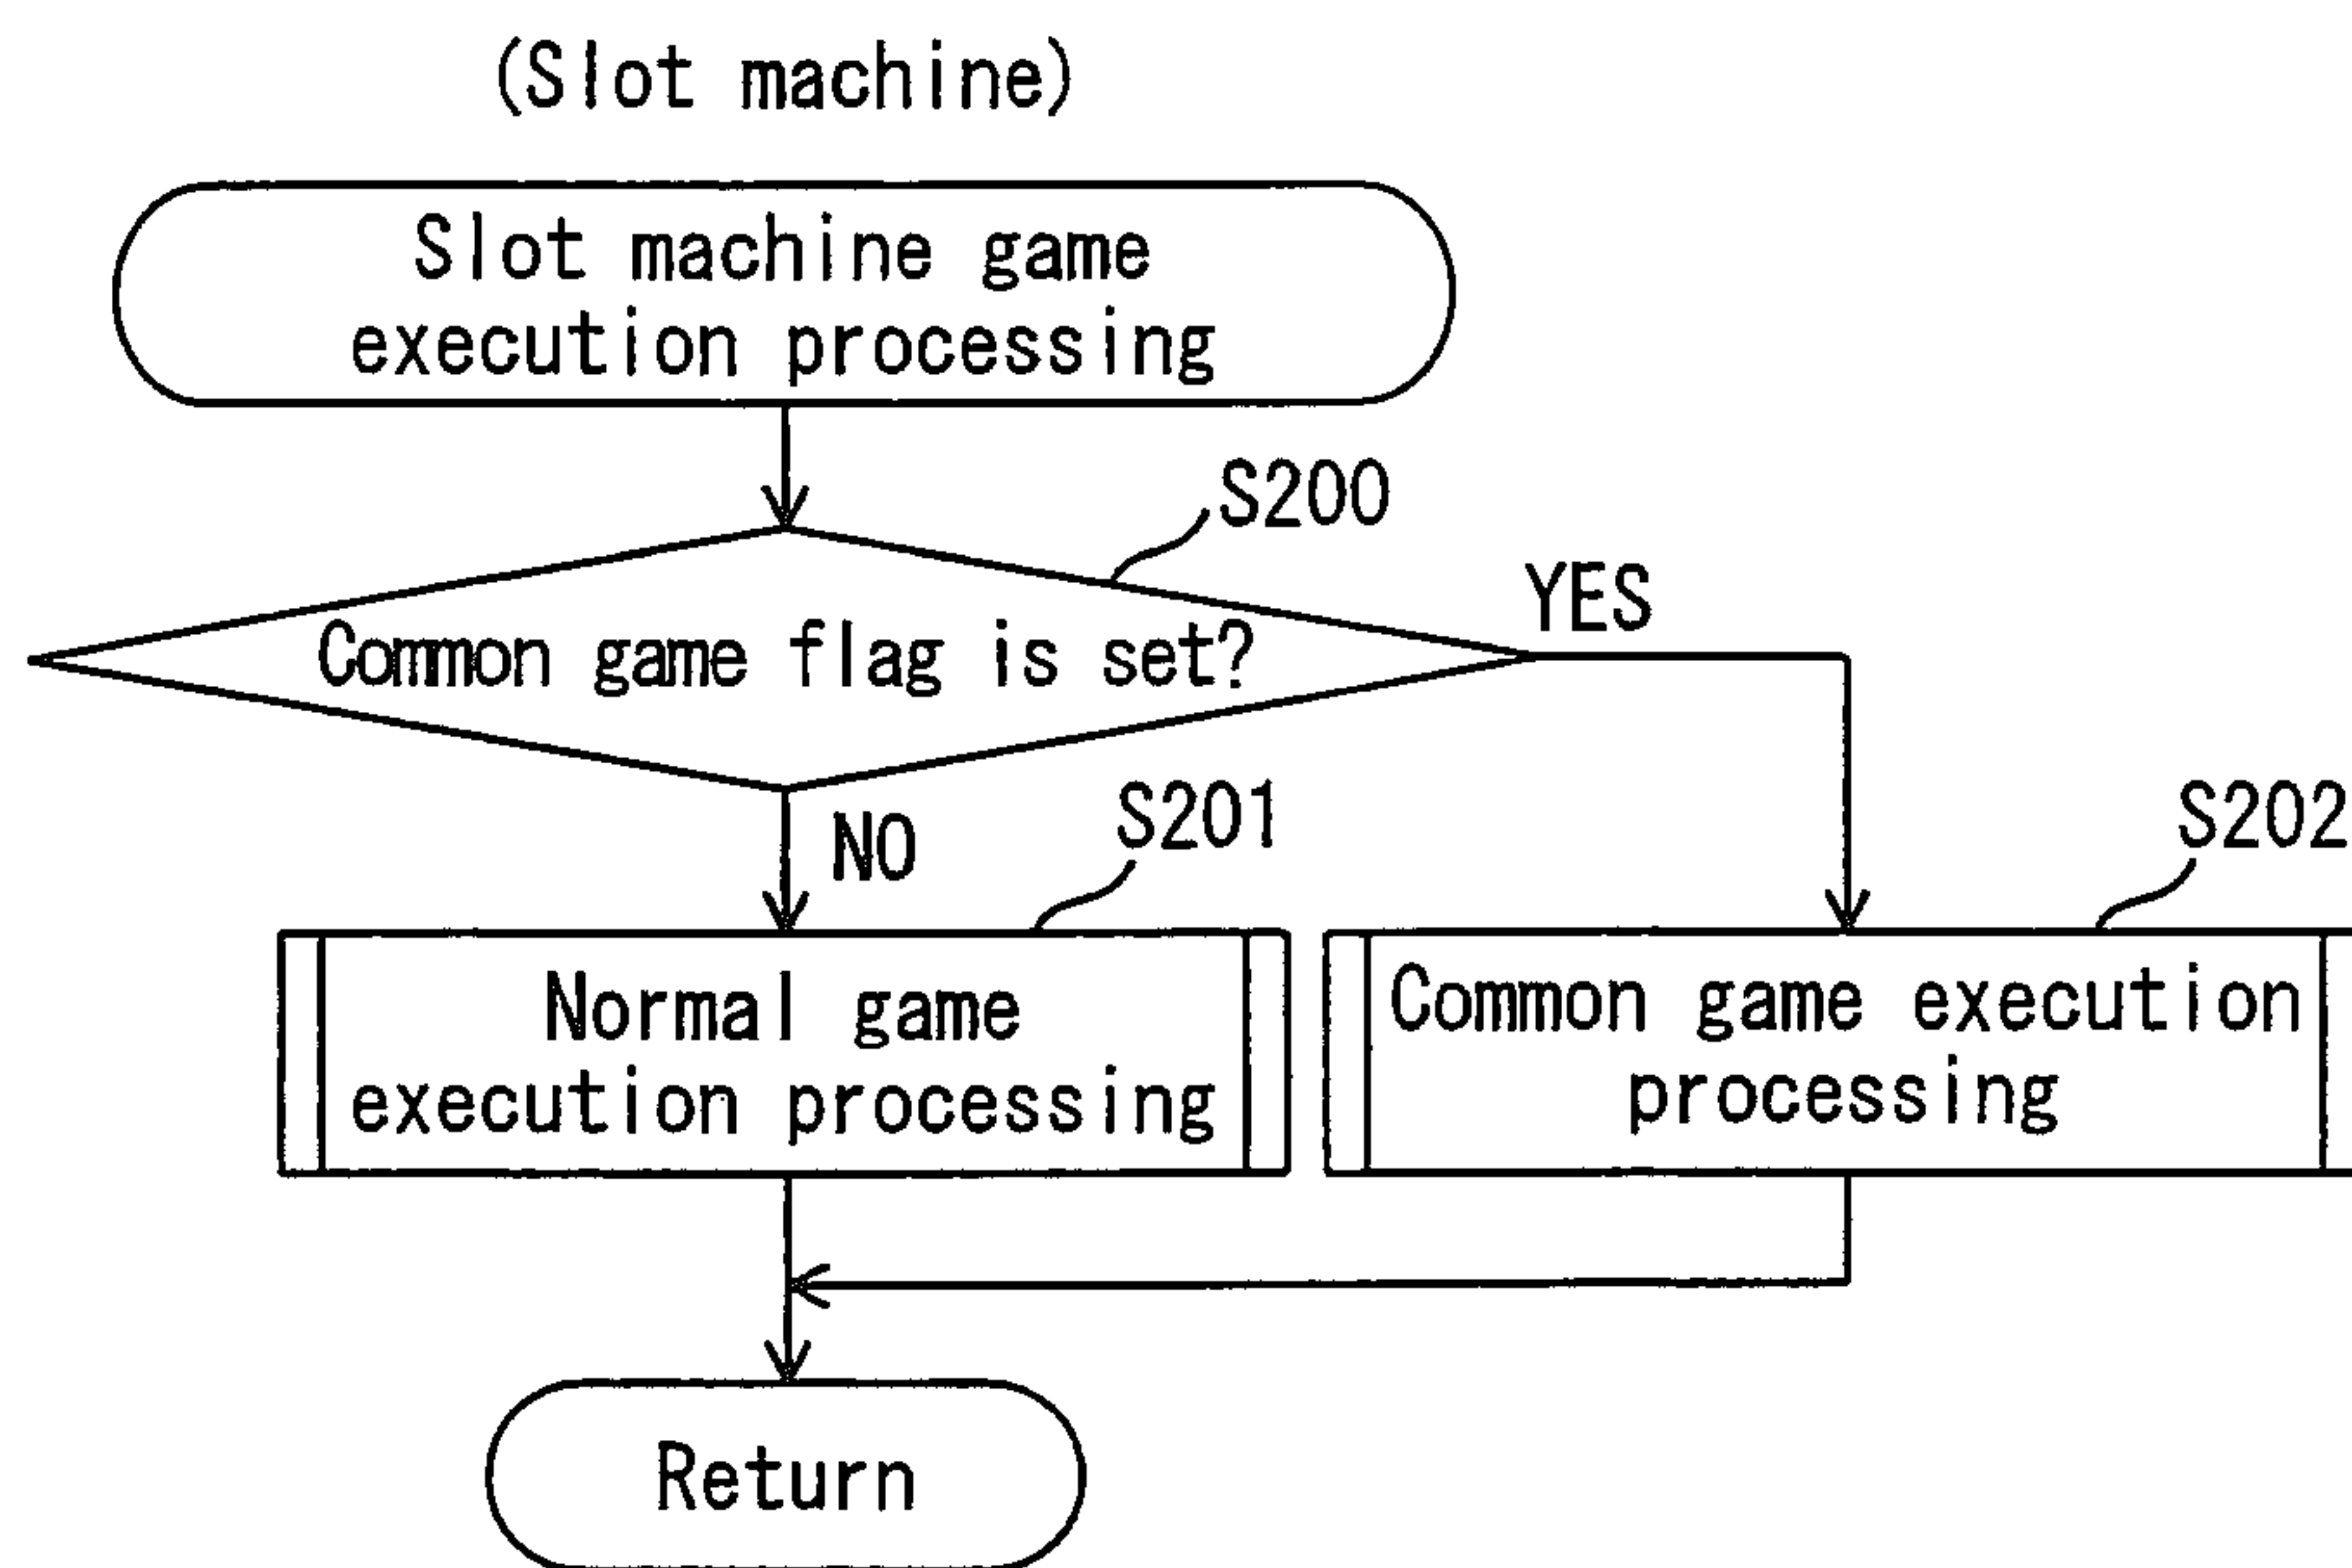 (Slot machine)
Slot machine game
execution processing
S200
YES
Common game flag is set?
NO
S201
S202
Normal game
execution processing
Common game execution
processing
Return